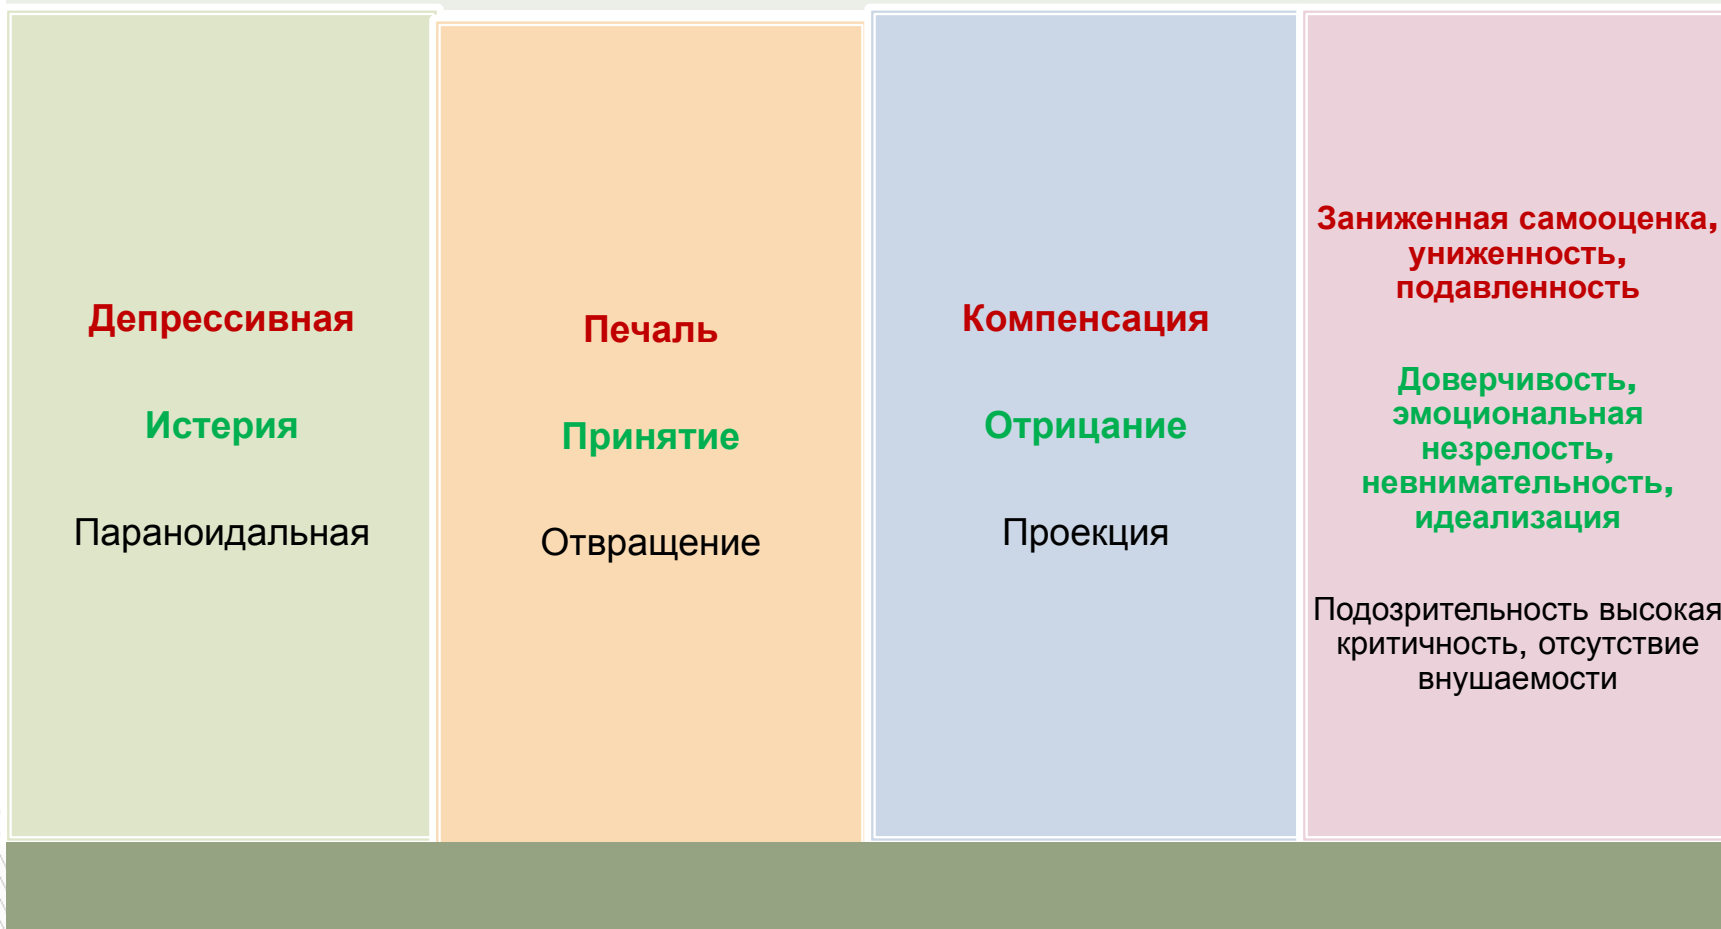 Депрессивная
Истерия
Параноидальная
Печаль
Принятие
Отвращение
Компенсация
Отрицание
Проекция
Заниженная самооценка,
униженность,
подавленность
Доверчивость,
эмоциональная
незрелость,
невнимательность,
идеализация
Подозрительность высокая
критичность, отсутствие
внушаемости